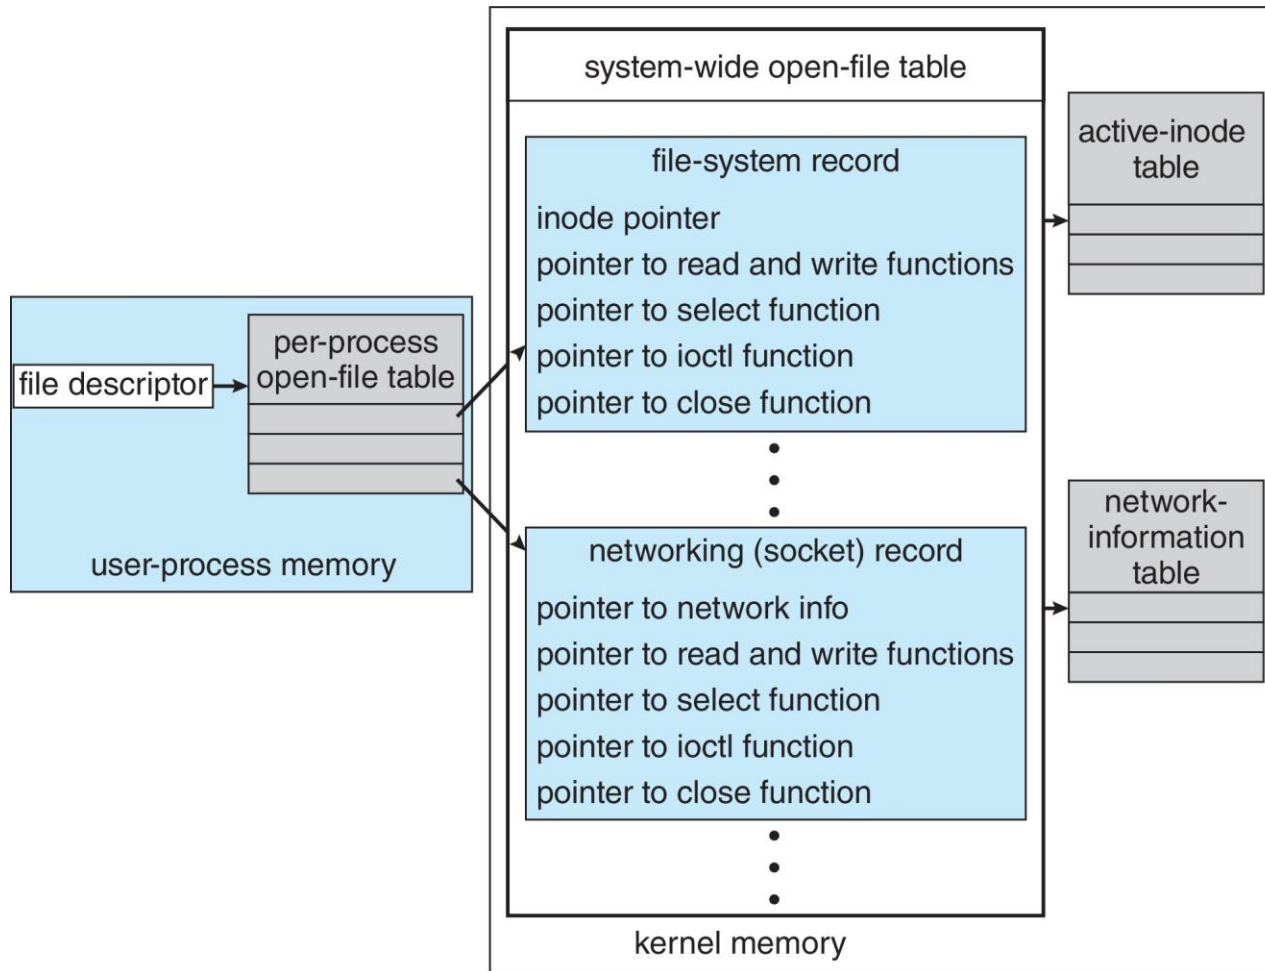 system-wide open-file table
file-system record
inode pointer
pointer to read and write functions
pointer to select function
pointer to ioctl function
pointer to close function
active-inode
table
file descriptor
per-process
open-file table
user-process memory
networking (socket) record
pointer to network info
pointer to read and write functions
pointer to select function
pointer to ioctl function
pointer to close function
network-
information
table
kernel memory